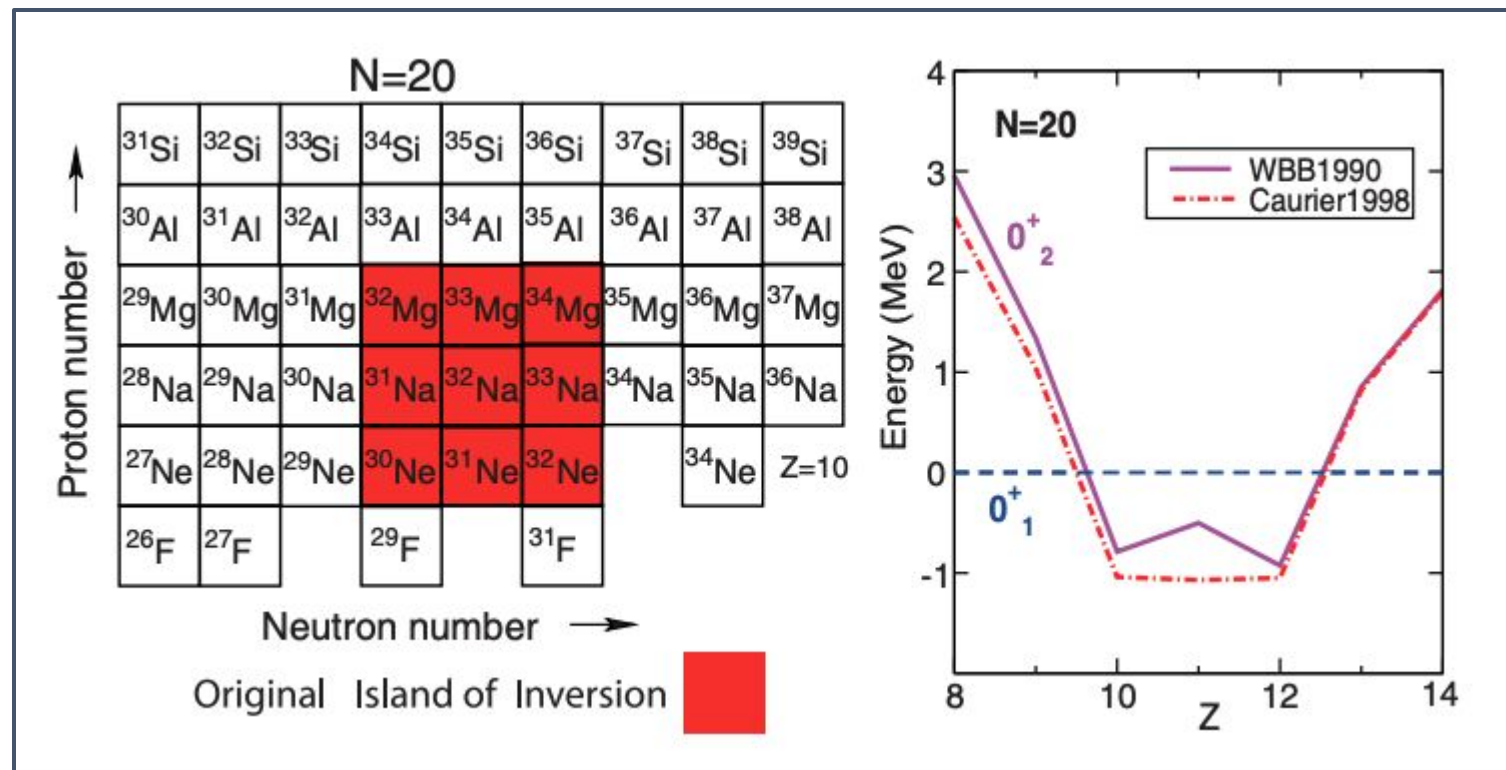 N=20
³¹Si ³²Si ³³Si ³⁴Si ³⁵Si ³⁶Si ³⁷Si ³⁸Si ³⁹Si
³⁰Al ³¹Al ³²Al ³³Al ³⁴Al ³⁵Al ³⁶Al ³⁷Al ³⁸Al
²⁹Mg ³⁰Mg ³¹Mg ³²Mg ³³Mg ³⁴Mg ³⁵Mg ³⁶Mg ³⁷Mg
²⁸Na ²⁹Na ³⁰Na ³¹Na ³²Na ³³Na ³⁴Na ³⁵Na ³⁶Na
²⁷Ne ²⁸Ne ²⁹Ne ³⁰Ne ³¹Ne ³²Ne ³⁴Ne Z=10
²⁶F ²⁷F ²⁹F ³¹F
Proton number
Neutron number
Original Island of Inversion
N=20
WBB1990
Caurier1998
0⁺₂
0⁺₁
Energy (MeV)
4
3
2
1
0
-1
8 10 12 14
Z